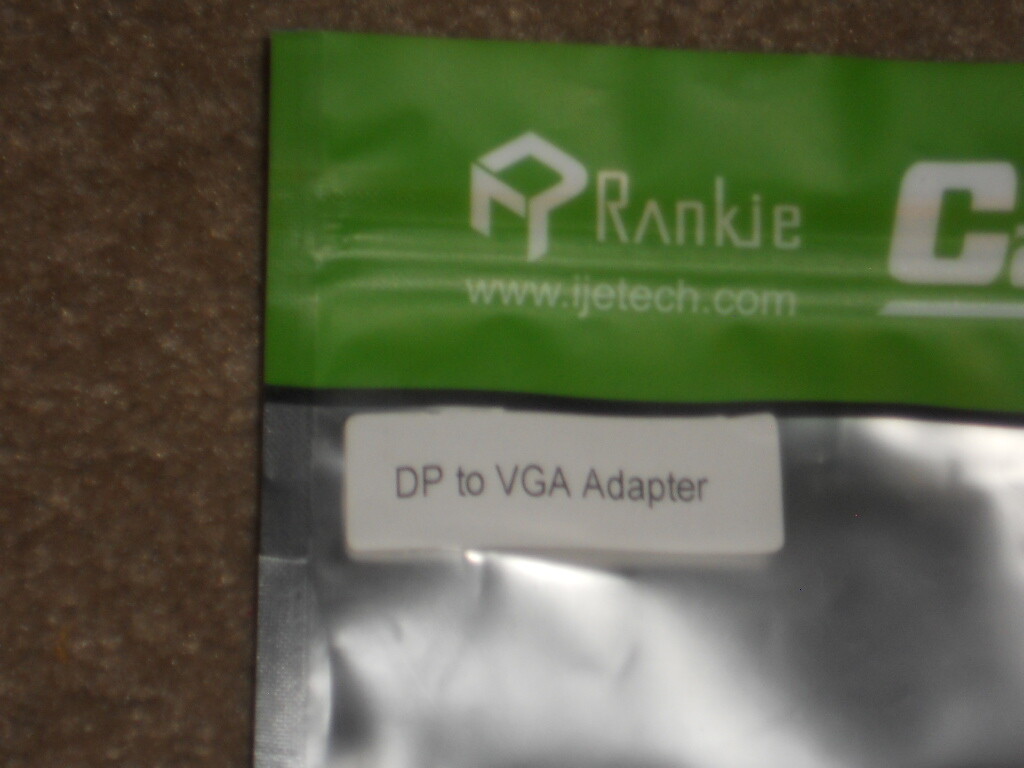 Rankie
www.ijetech.com
DP to VGA Adapter